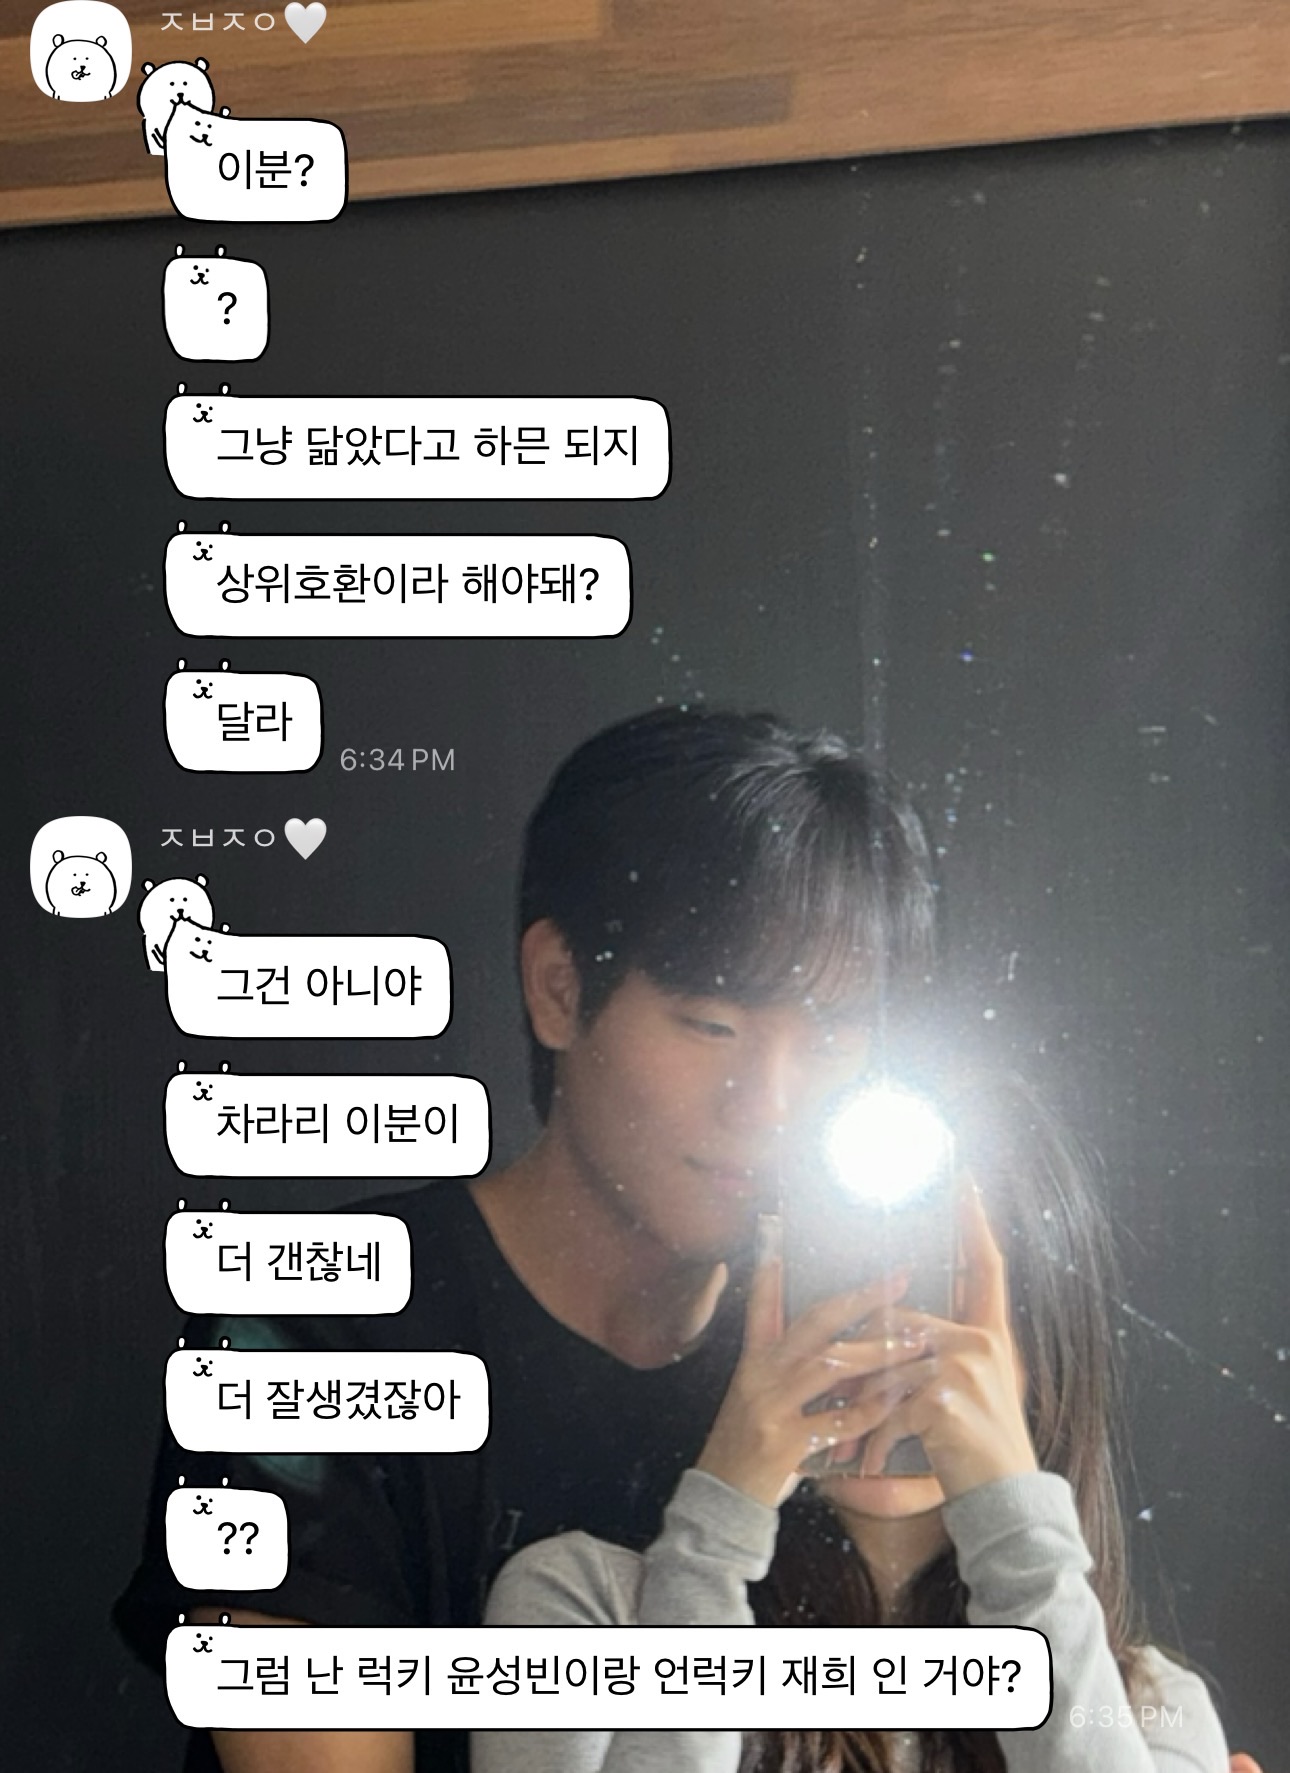 ㅈㅂㅈㅇ🤍
이분?
?
그냥 닮았다고 하믄 되지
상위호환이라 해야돼?
달라
6:34 PM
ㅈㅂㅈㅇ🤍
그건 아니야
차라리 이분이
더 갠찮네
더 잘생겼잖아
??
그럼 난 럭키 윤성빈이랑 언럭키 재희 인 거야?
6:35 PM